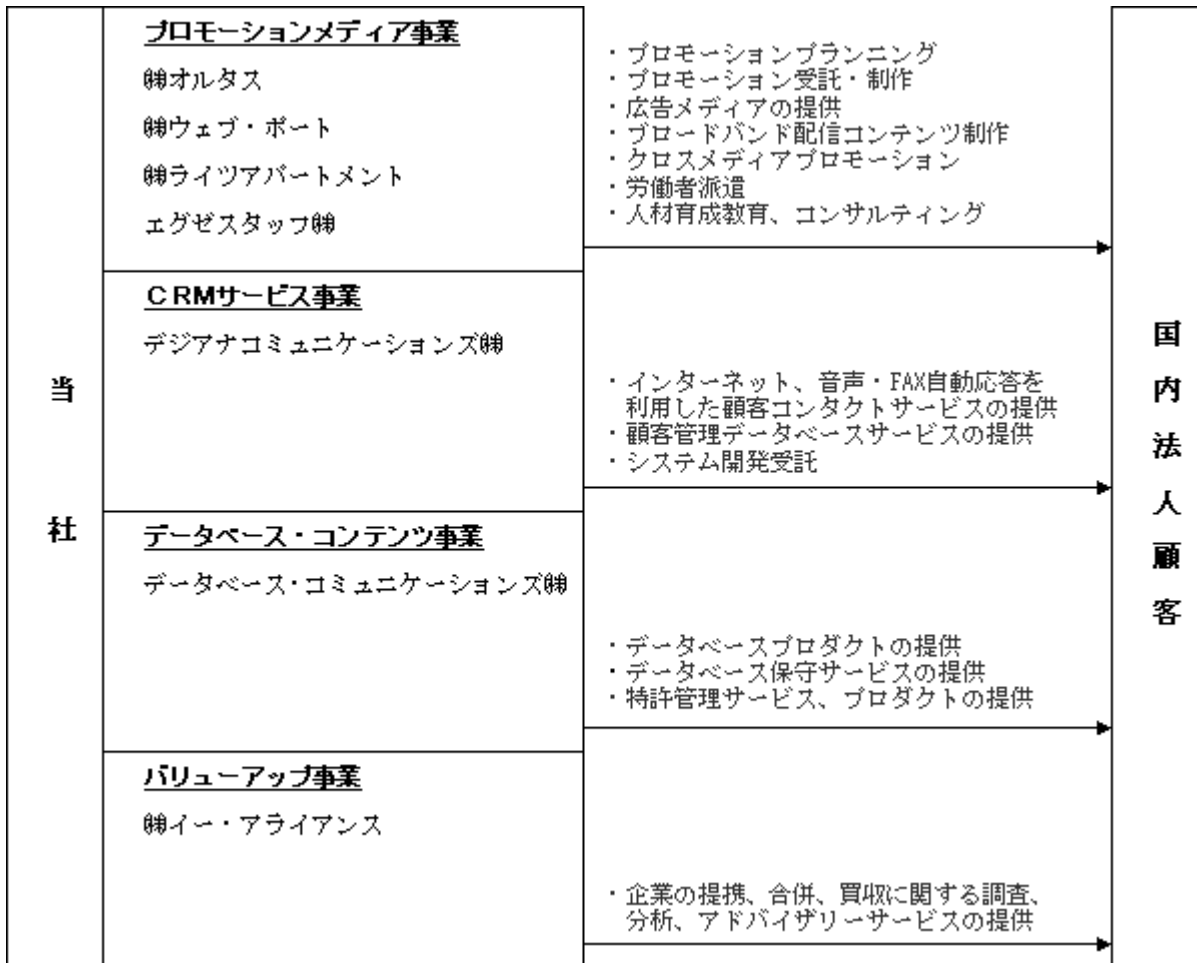 当社
プロモーションメディア事業
㈱オルタス
㈱ウェブ・ポート
㈱ライツアパートメント
エグゼスタッフ㈱
・プロモーションプランニング
・プロモーション受託・制作
・広告メディアの提供
・ブロードバンド配信コンテンツ制作
・クロスメディアプロモーション
・労働者派遣
・人材育成教育、コンサルティング
ＣＲＭサービス事業
デジアナコミュニケーションズ㈱
・インターネット、音声・FAX自動応答を
利用した顧客コンタクトサービスの提供
・顧客管理データベースサービスの提供
・システム開発受託
データベース・コンテンツ事業
データベース・コミュニケーションズ㈱
・データベースプロダクトの提供
・データベース保守サービスの提供
・特許管理サービス、プロダクトの提供
バリューアップ事業
㈱イー・アライアンス
・企業の提携、合併、買収に関する調査、
分析、アドバイザリーサービスの提供
国内法人顧客